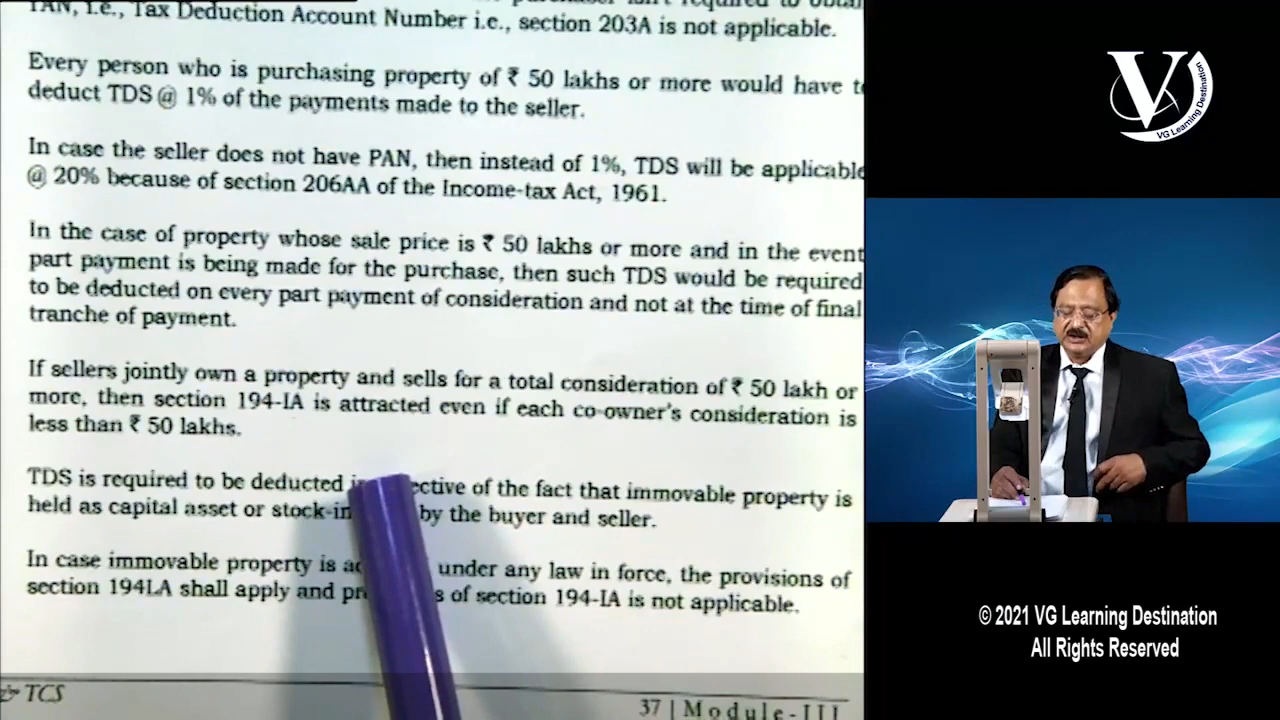 TAN, i.e., Tax Deduction Account Number i.e., section 203A is not applicable.
Every person who is purchasing property of ₹ 50 lakhs or more would have
deduct TDS @ 1% of the payments made to the seller.
In case the seller does not have PAN, then instead of 1%, TDS will be applicable
@ 20% because of section 206AA of the Income-tax Act, 1961.
In the case of property whose sale price is ₹ 50 lakhs or more and in the event
part payment is being made for the purchase, then such TDS would be required
to be deducted on every part payment of consideration and not at the time of final
tranche of payment.
If sellers jointly own a property and sells for a total consideration of ₹ 50 lakh or
more, then section 194-IA is attracted even if each co-owner's consideration is
less than ₹ 50 lakhs.
TDS is required to be deducted of the fact that immovable property is
held as capital asset or by the buyer and seller.
In case immovable property is under any law in force, the provisions of
section 194LA shall apply and of section 194-IA is not applicable.
& TCS
37 | Module-III
V
VG Learning Destination
© 2021 VG Learning Destination
All Rights Reserved